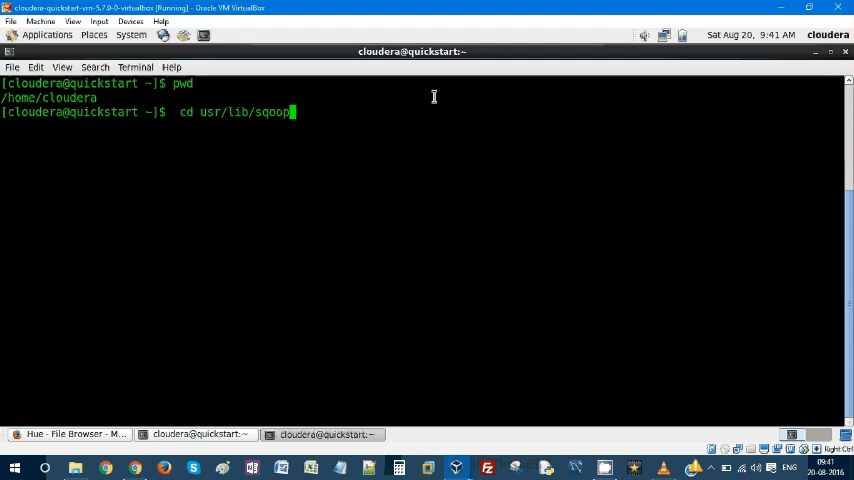 cloudera-quickstart-vm-5.7.0-0-virtualbox [Running] - Oracle VM VirtualBox
File Machine View Input Devices Help
Applications Places System Sat Aug 20, 9:41 AM cloudera
cloudera@quickstart:~
File Edit View Search Terminal Help
[cloudera@quickstart ~]$ pwd
/home/cloudera
[cloudera@quickstart ~]$  cd usr/lib/sqoop
Hue - File Browser - M... cloudera@quickstart:~ cloudera@quickstart:~
Right Ctrl
ENG 09:41
20-08-2016